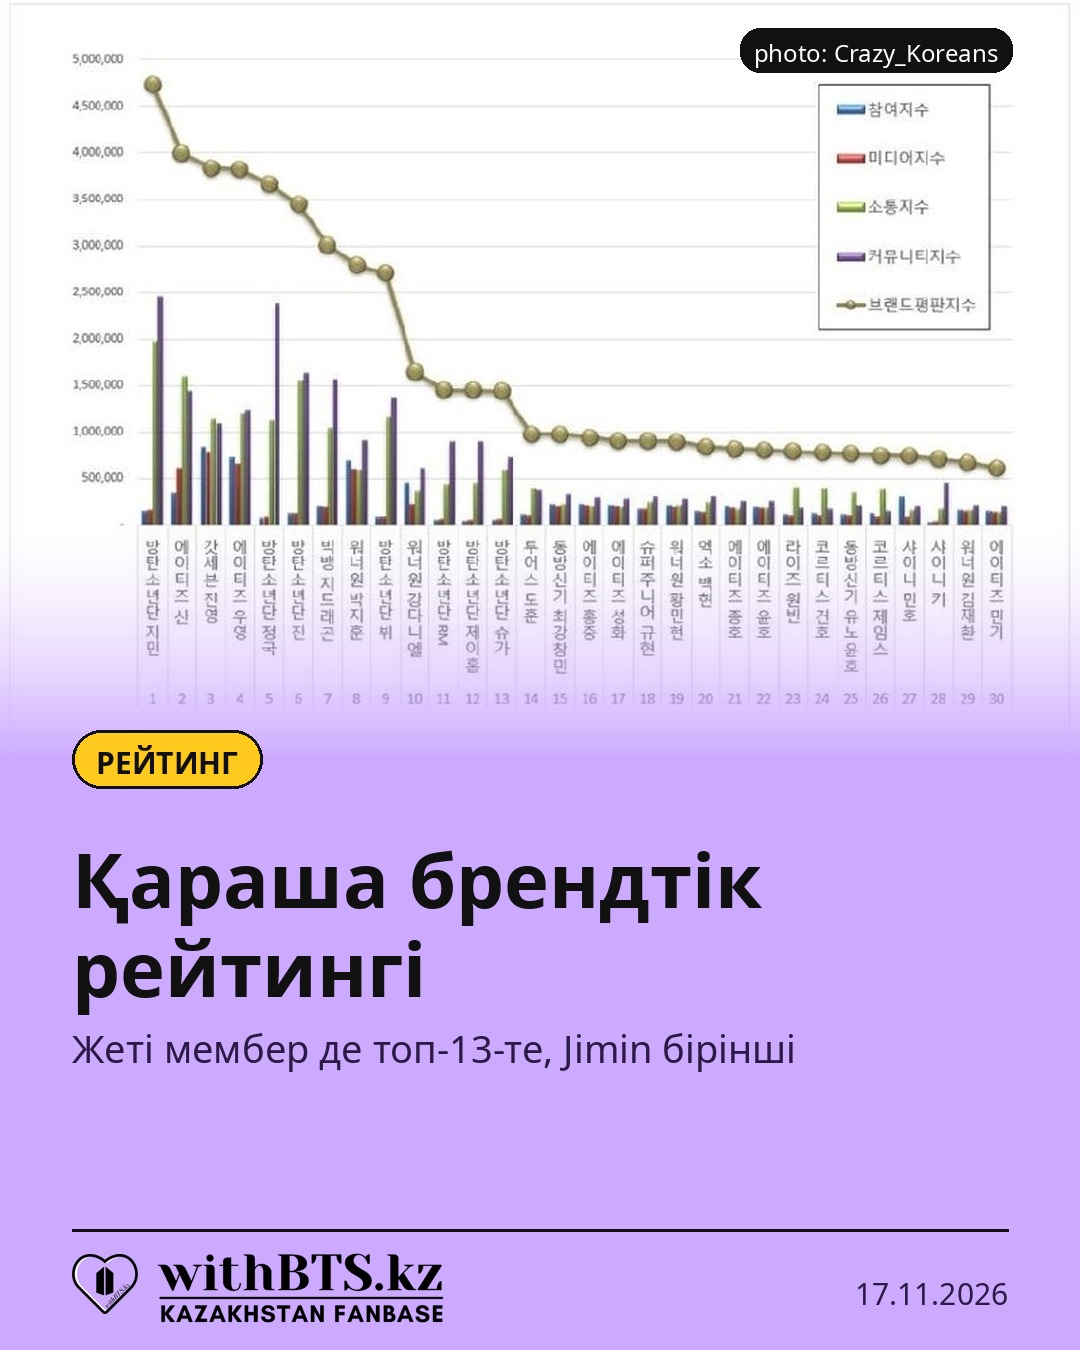 photo: Crazy_Koreans
5,000,000
4,500,000
4,000,000
3,500,000
3,000,000
2,500,000
2,000,000
1,500,000
1,000,000
500,000
-
참여지수
미디어지수
소통지수
커뮤니티지수
브랜드평판지수
방탄소년단 지민
에이티즈 산
갓세븐 진영
에이티즈 우영
방탄소년단 정국
방탄소년단 진
빅뱅 지드래곤
워너원 박지훈
방탄소년단 뷔
워너원 강다니엘
방탄소년단 RM
방탄소년단 제이홉
방탄소년단 슈가
투어스 도훈
동방신기 최강창민
에이티즈 홍중
에이티즈 성화
슈퍼주니어 규현
워너원 황민현
엑소 백현
에이티즈 종호
에이티즈 윤호
라이즈 원빈
코르티스 건호
동방신기 유노윤호
코르티스 제임스
샤이니 민호
샤이니 키
워너원 김재환
에이티즈 민기
1 2 3 4 5 6 7 8 9 10 11 12 13 14 15 16 17 18 19 20 21 22 23 24 25 26 27 28 29 30
РЕЙТИНГ
Қараша брендтік
рейтингі
Жеті мембер де топ-13-те, Jimin бірінші
withBTS.kz
KAZAKHSTAN FANBASE
17.11.2026